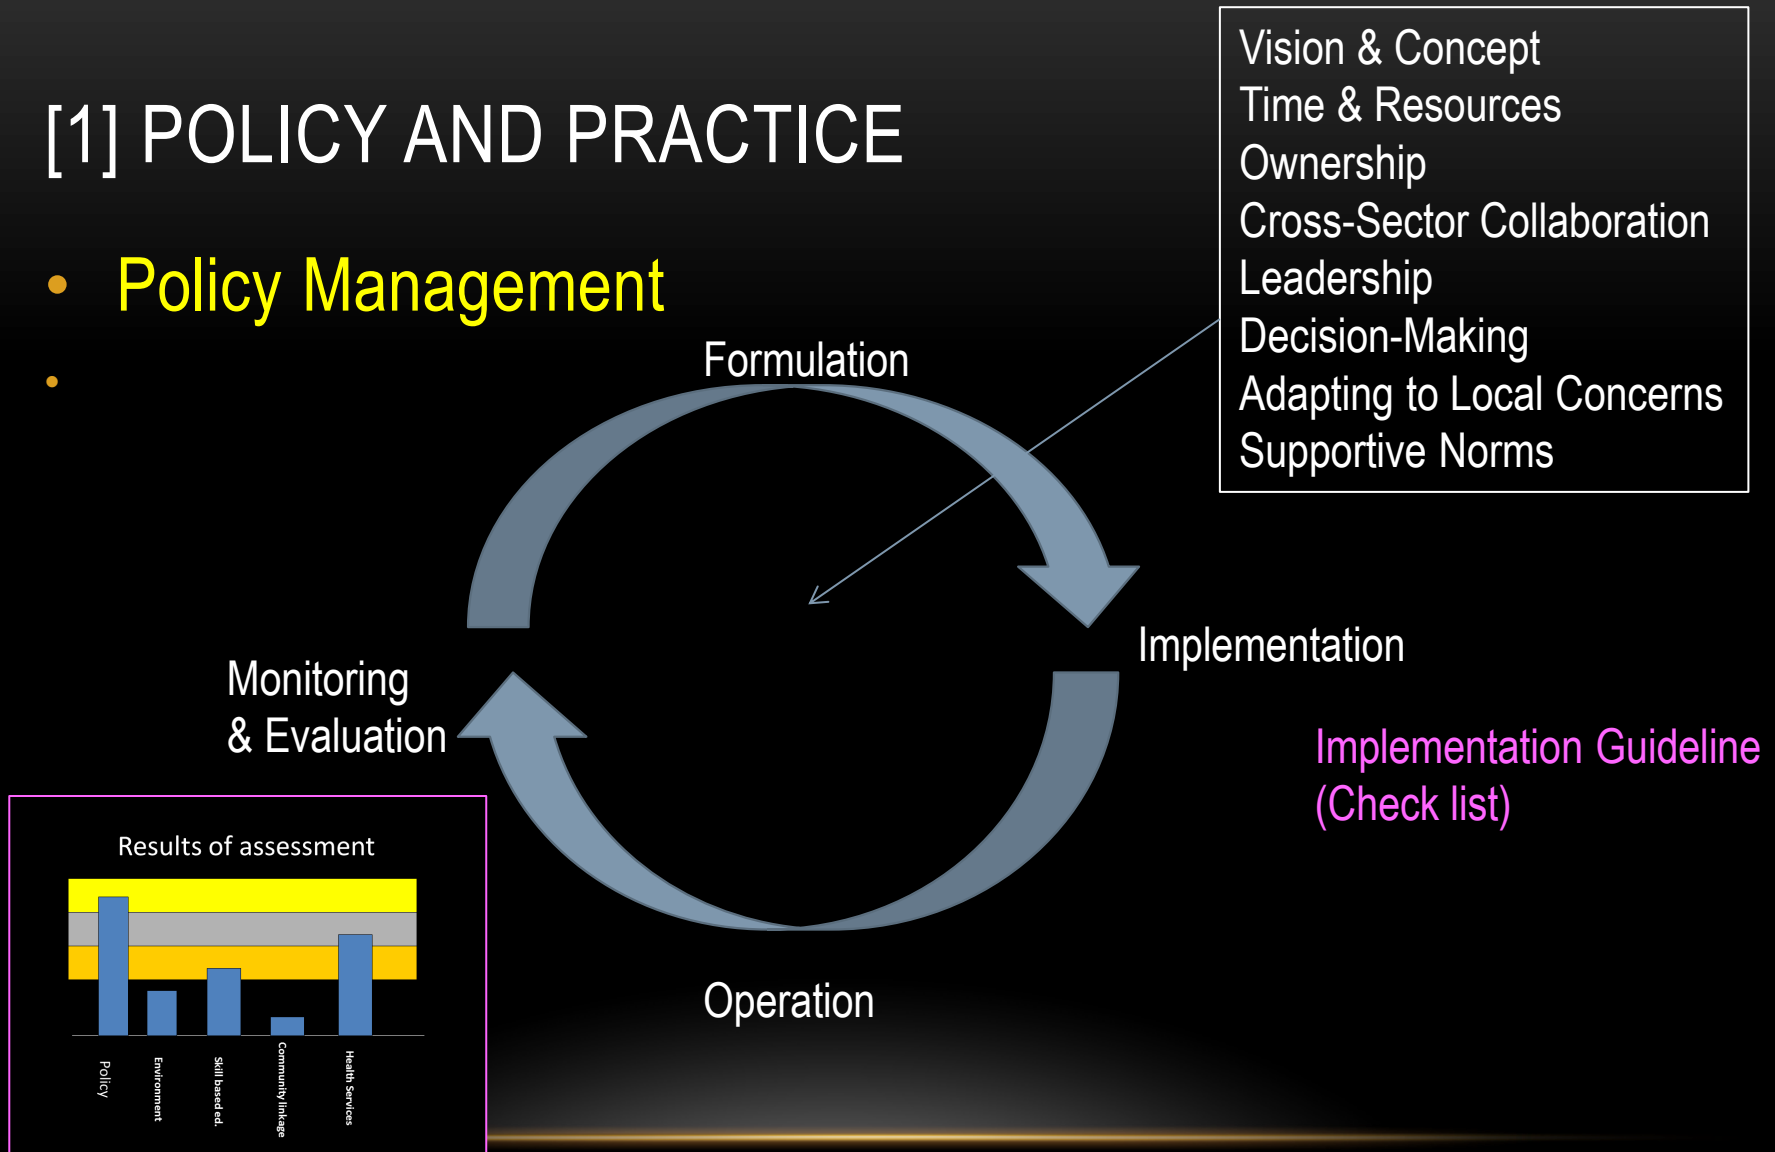 [1] POLICY AND PRACTICE
• Policy Management
•
Vision & Concept
Time & Resources
Ownership
Cross-Sector Collaboration
Leadership
Decision-Making
Adapting to Local Concerns
Supportive Norms
Formulation
Implementation
Implementation Guideline
(Check list)
Operation
Monitoring
& Evaluation
Results of assessment
Policy
Environment
Skill based ed.
Community linkage
Health Services